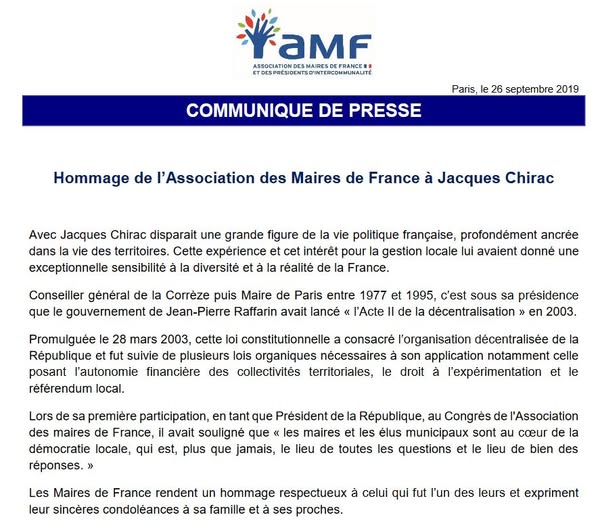 aMF
ASSOCIATION DES MAIRES DE FRANCE
ET DES PRÉSIDENTS D'INTERCOMMUNALITÉ
Paris, le 26 septembre 2019
COMMUNIQUE DE PRESSE
Hommage de l'Association des Maires de France à Jacques Chirac
Avec Jacques Chirac disparait une grande figure de la vie politique française, profondément ancrée
dans la vie des territoires. Cette expérience et cet intérêt pour la gestion locale lui avaient donné une
exceptionnelle sensibilité à la diversité et à la réalité de la France.
Conseiller général de la Corrèze puis Maire de Paris entre 1977 et 1995, c'est sous sa présidence
que le gouvernement de Jean-Pierre Raffarin avait lancé « l'Acte II de la décentralisation » en 2003.
Promulguée le 28 mars 2003, cette loi constitutionnelle a consacré l'organisation décentralisée de la
République et fut suivie de plusieurs lois organiques nécessaires à son application notamment celle
posant l'autonomie financière des collectivités territoriales, le droit à l'expérimentation et le
référendum local.
Lors de sa première participation, en tant que Président de la République, au Congrès de l'Association
des maires de France, il avait souligné que « les maires et les élus municipaux sont au cœur de la
démocratie locale, qui est, plus que jamais, le lieu de toutes les questions et le lieu de bien des
réponses. »
Les Maires de France rendent un hommage respectueux à celui qui fut l'un des leurs et expriment
leur sincères condoléances à sa famille et à ses proches.